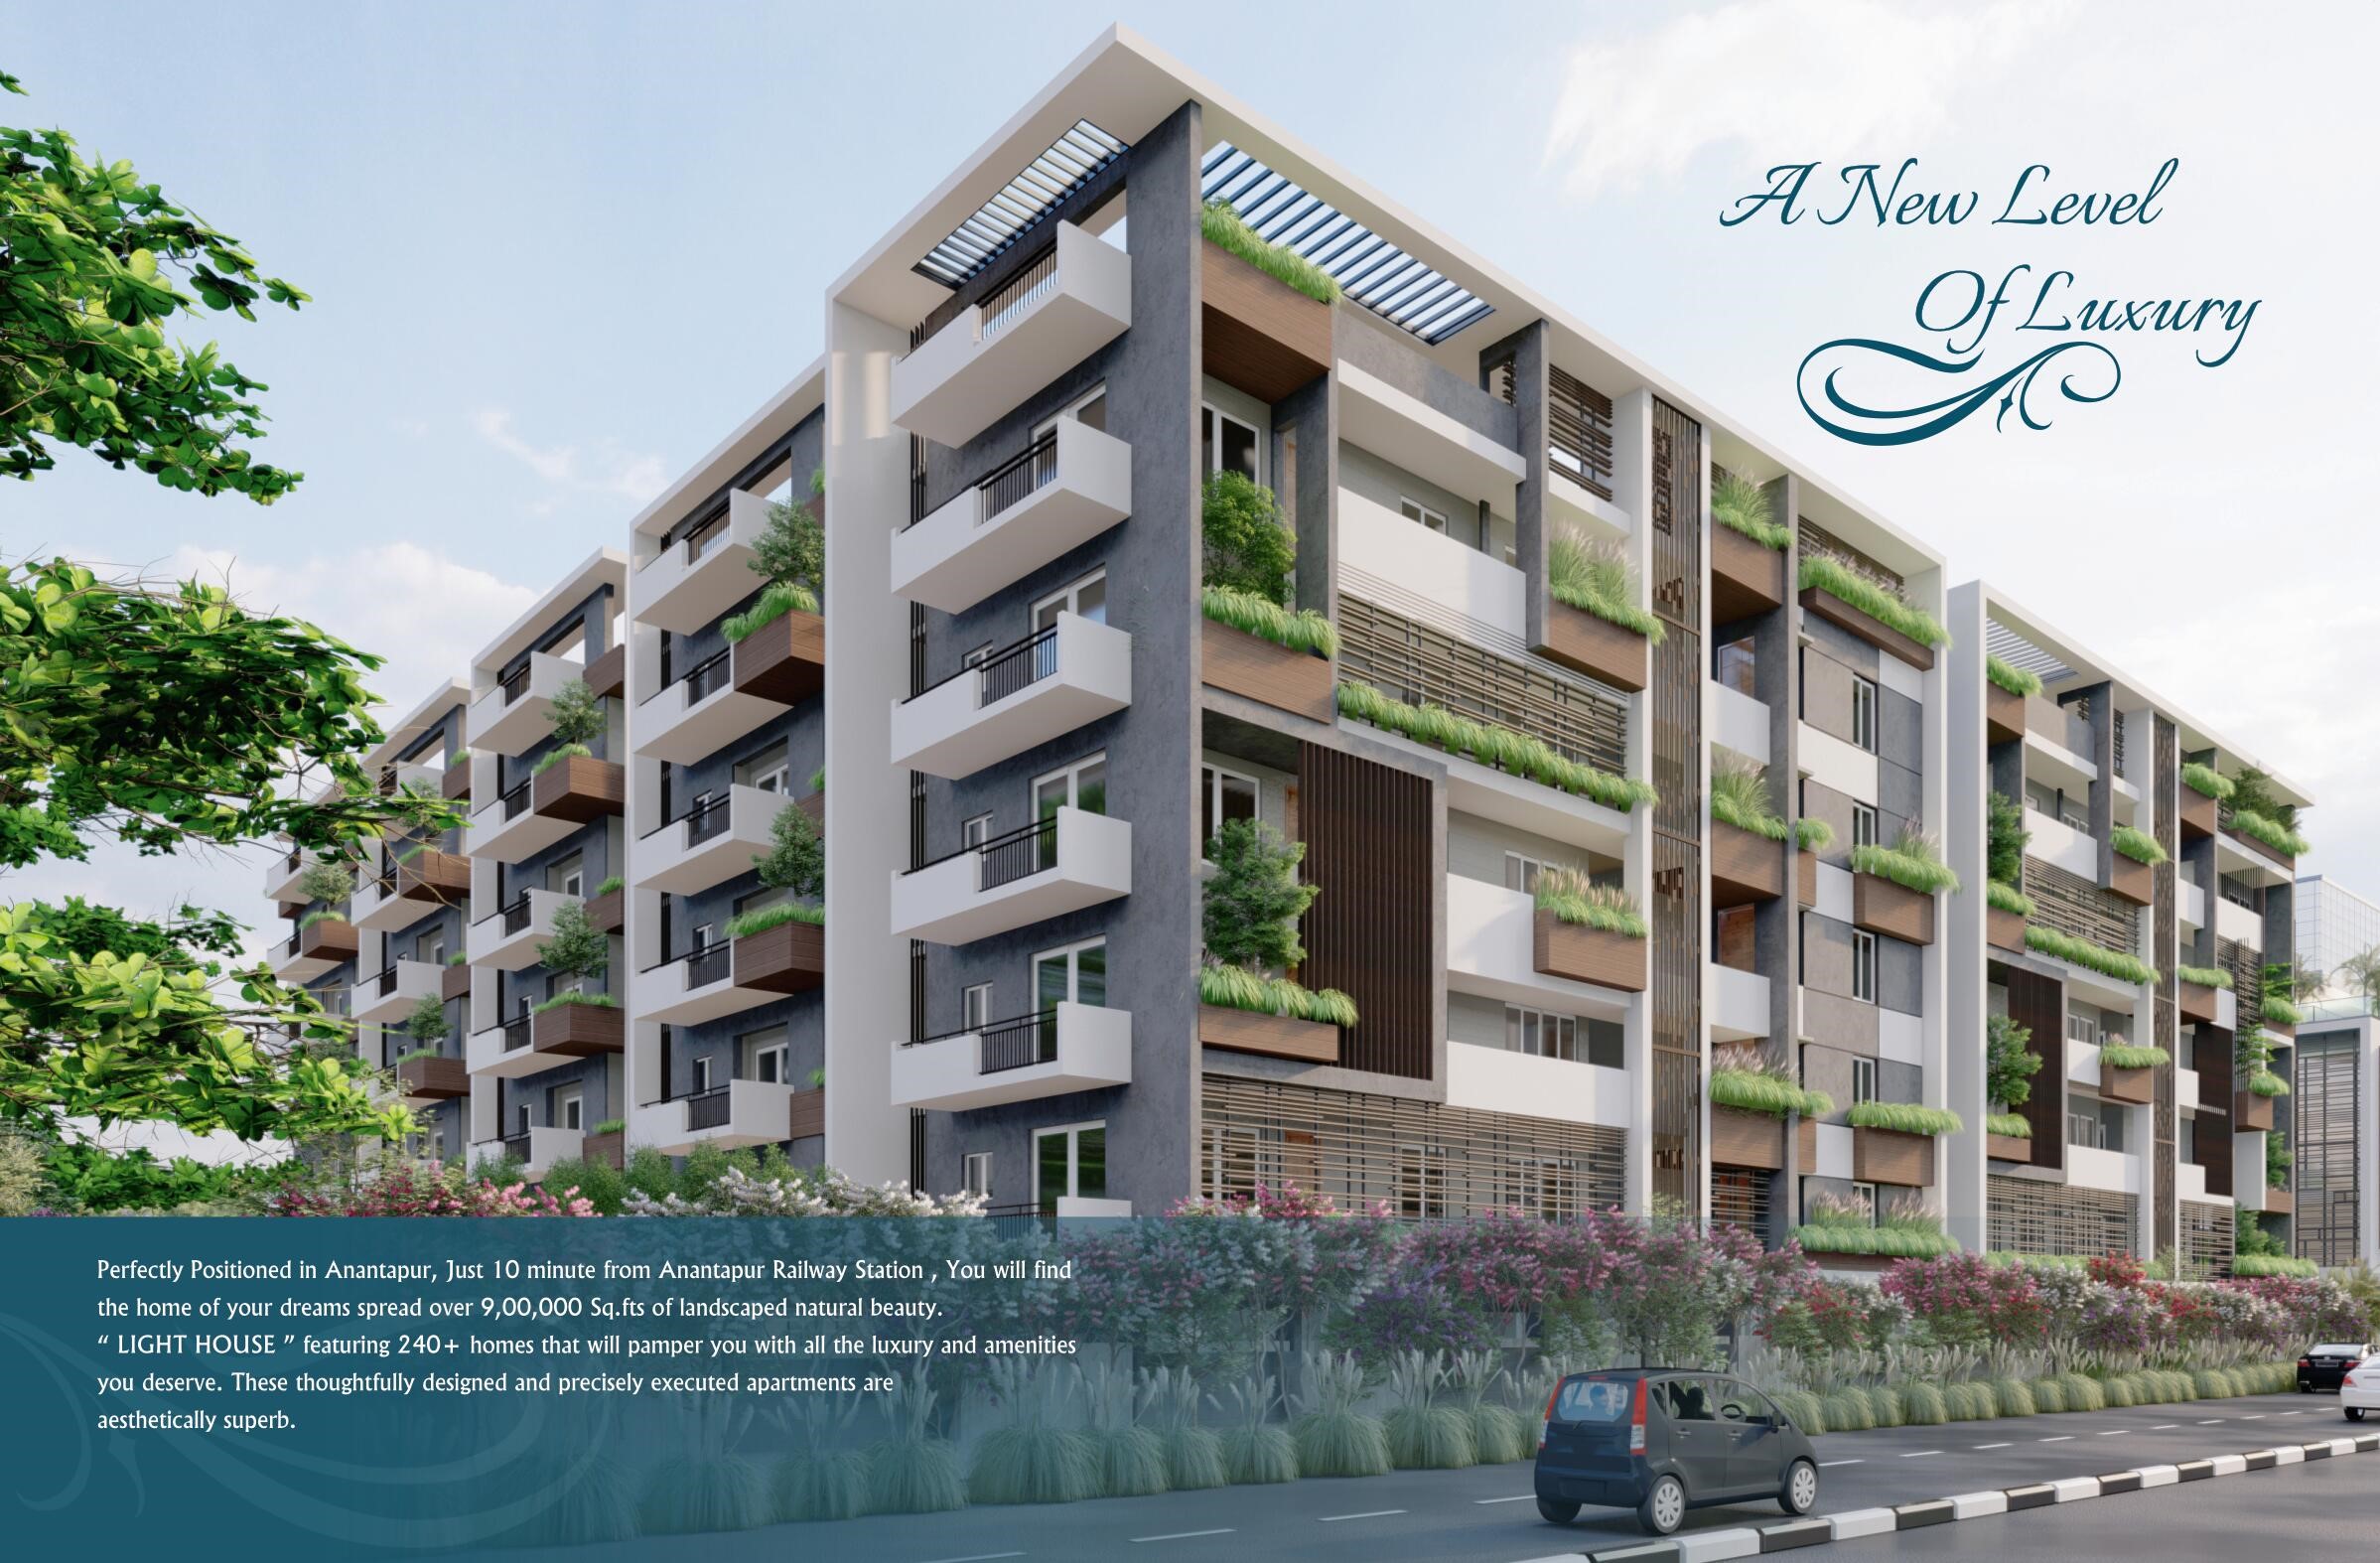 A New Level
Of Luxury
Perfectly Positioned in Anantapur, Just 10 minute from Anantapur Railway Station , You will find
the home of your dreams spread over 9,00,000 Sq.fts of landscaped natural beauty.
“ LIGHT HOUSE ” featuring 240+ homes that will pamper you with all the luxury and amenities
you deserve. These thoughtfully designed and precisely executed apartments are
aesthetically superb.